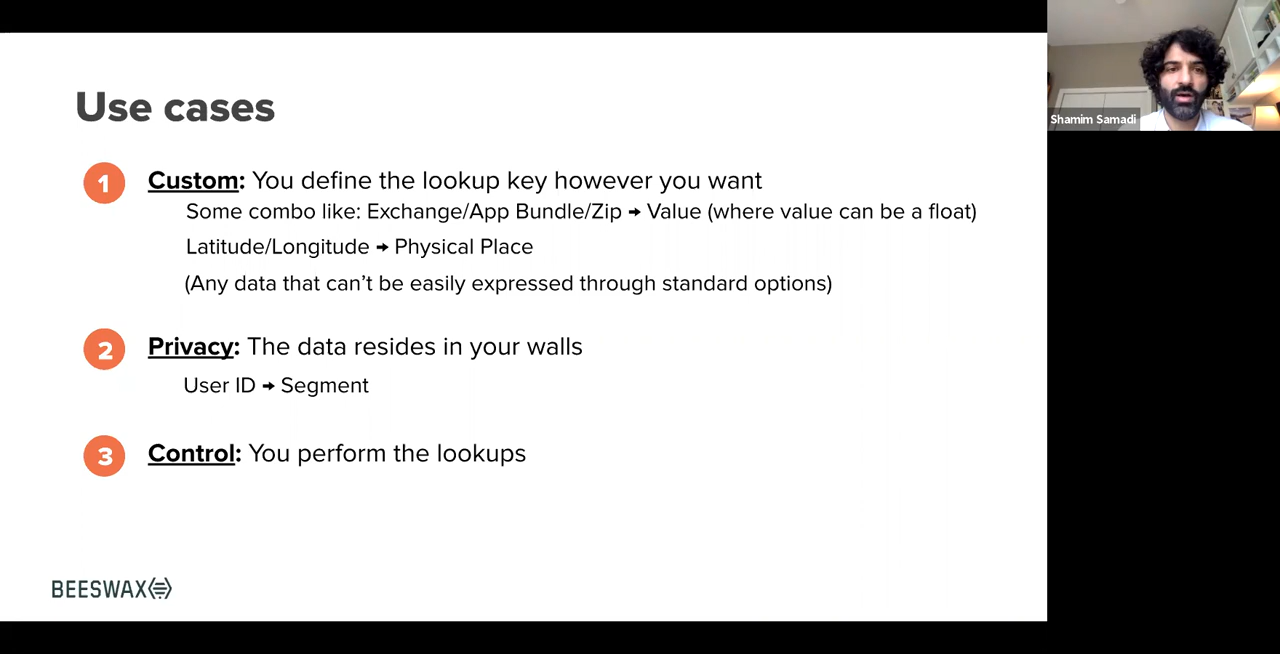 Use cases
1 Custom: You define the lookup key however you want
Some combo like: Exchange/App Bundle/Zip → Value (where value can be a float)
Latitude/Longitude → Physical Place
(Any data that can’t be easily expressed through standard options)
2 Privacy: The data resides in your walls
User ID → Segment
3 Control: You perform the lookups
BEESWAX
Shamim Samadi